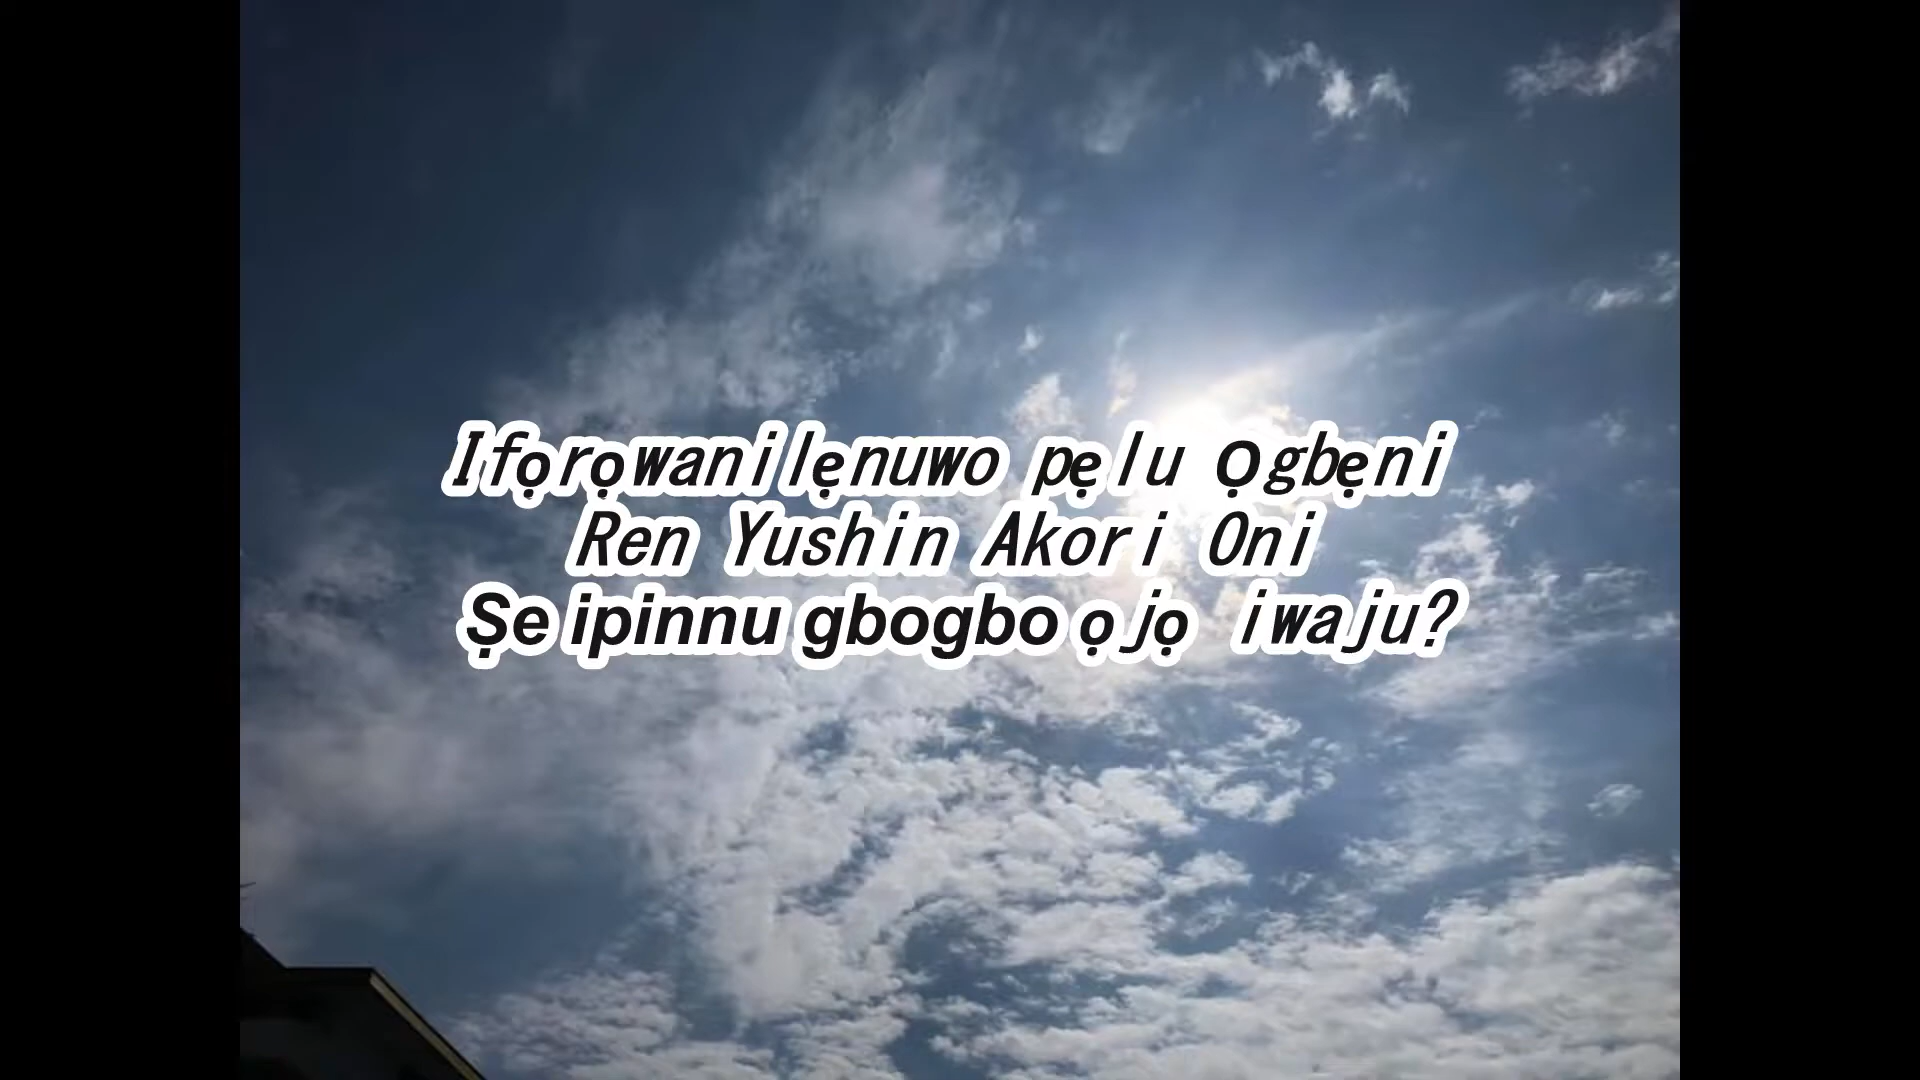 Ifọrọwanilẹnuwo pẹlu Ọgbẹni
Ren Yushin Akori Oni
Ṣe ipinnu gbogbo ọjọ iwaju?